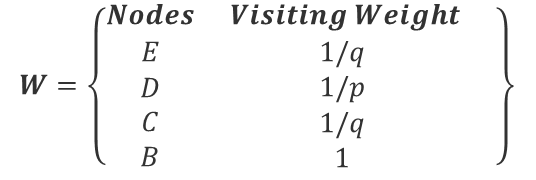 Nodes Visiting Weight
E 1/q
W = D 1/p
C 1/q
B 1